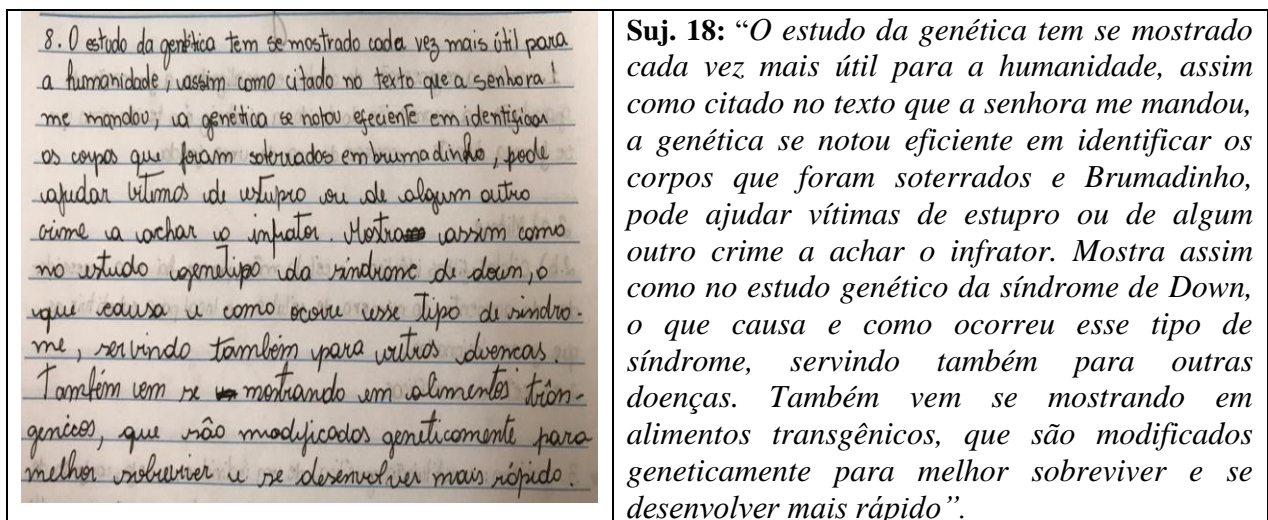 8. O estudo da genética tem se mostrado cada vez mais útil para
a humanidade, assim como citado no texto que a senhora
me mandou, a genética se notou efeciente em identificar
os corpos que foram soterrados em brumadinho, pode
ajudar vitimas de estupro ou de algum outro
crime a achar o infrator. Mostra assim como
no estudo genetipo da sindrome de down, o
que causa e como ocorre esse tipo de sindro-
me, servindo também para outros doencas.
Também vem se mostrando em alimentos trân-
genicos, que são modificados geneticamente para
melhor sobrevier e se desenvolver mais rápido.
Suj. 18: “O estudo da genética tem se mostrado
cada vez mais útil para a humanidade, assim
como citado no texto que a senhora me mandou,
a genética se notou eficiente em identificar os
corpos que foram soterrados e Brumadinho,
pode ajudar vítimas de estupro ou de algum
outro crime a achar o infrator. Mostra assim
como no estudo genético da síndrome de Down,
o que causa e como ocorreu esse tipo de
síndrome, servindo também para outras
doenças. Também vem se mostrando em
alimentos transgênicos, que são modificados
geneticamente para melhor sobreviver e se
desenvolver mais rápido”.